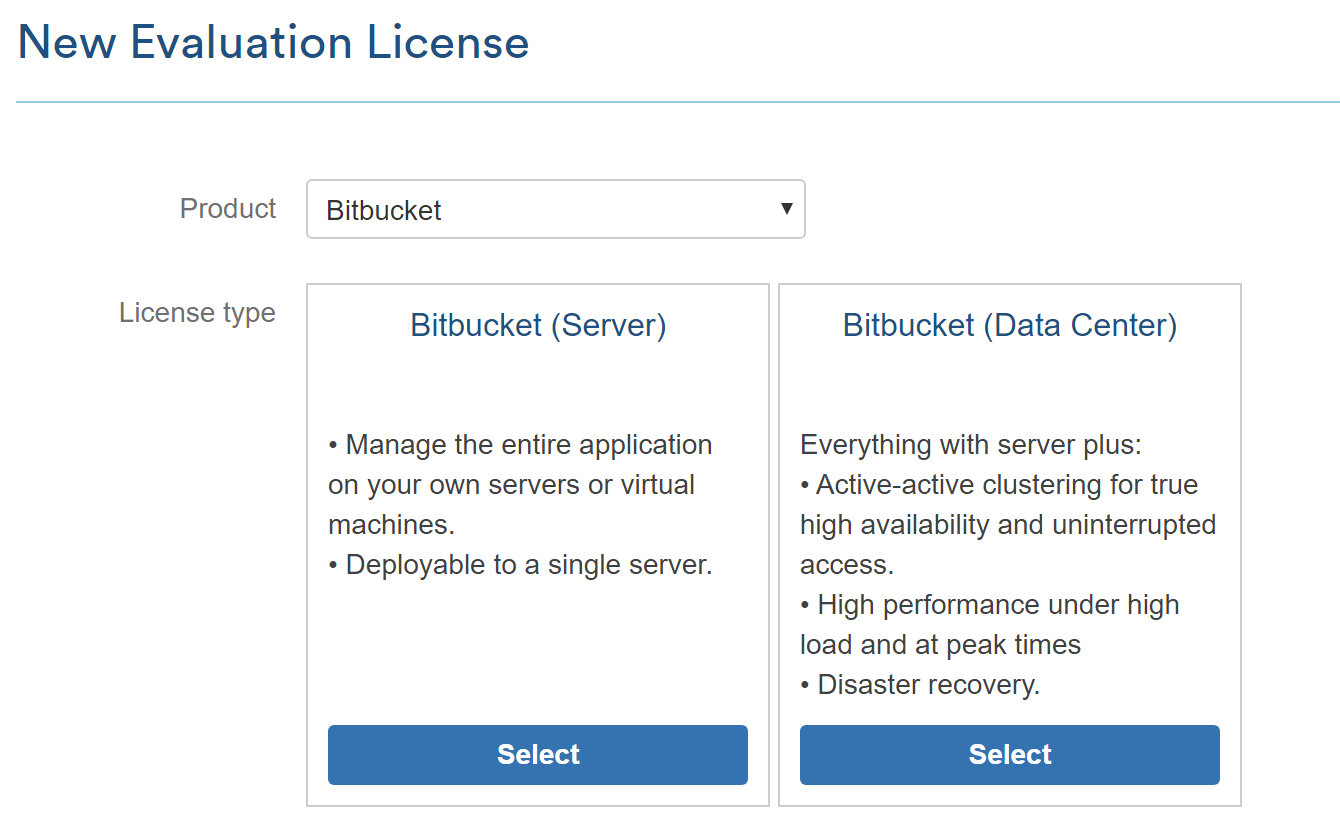 New Evaluation License
Product
Bitbucket
License type
Bitbucket (Server)
• Manage the entire application
on your own servers or virtual
machines.
• Deployable to a single server.
Select
Bitbucket (Data Center)
Everything with server plus:
• Active-active clustering for true
high availability and uninterrupted
access.
• High performance under high
load and at peak times
• Disaster recovery.
Select